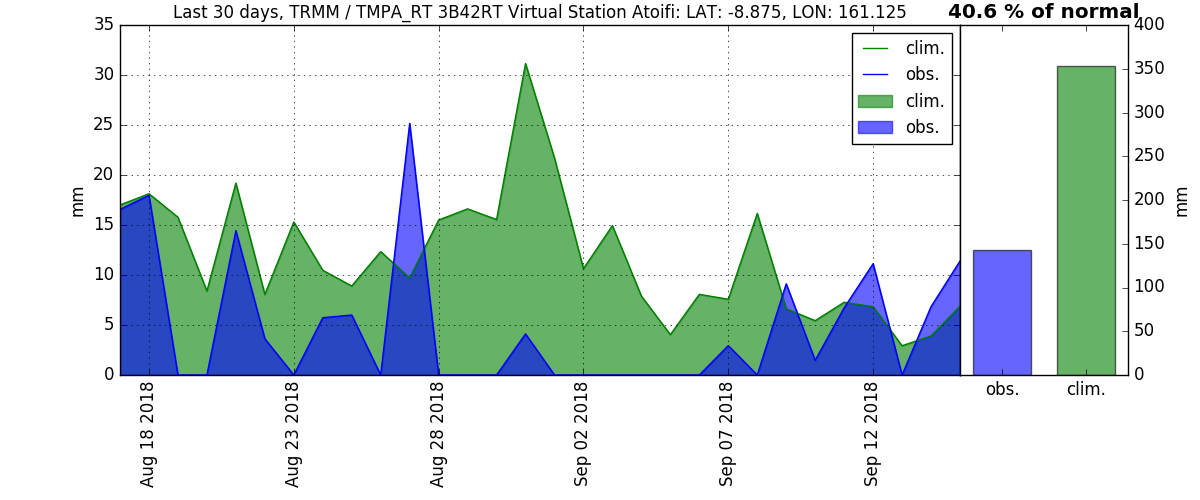 Last 30 days, TRMM / TMPA_RT 3B42RT Virtual Station Atoifi: LAT: -8.875, LON: 161.125
40.6 % of normal
35
30
25
20
15
10
5
0
mm
clim.
obs.
clim.
obs.
Aug 18 2018
Aug 23 2018
Aug 28 2018
Sep 02 2018
Sep 07 2018
Sep 12 2018
400
350
300
250
200
150
100
50
0
mm
obs.
clim.